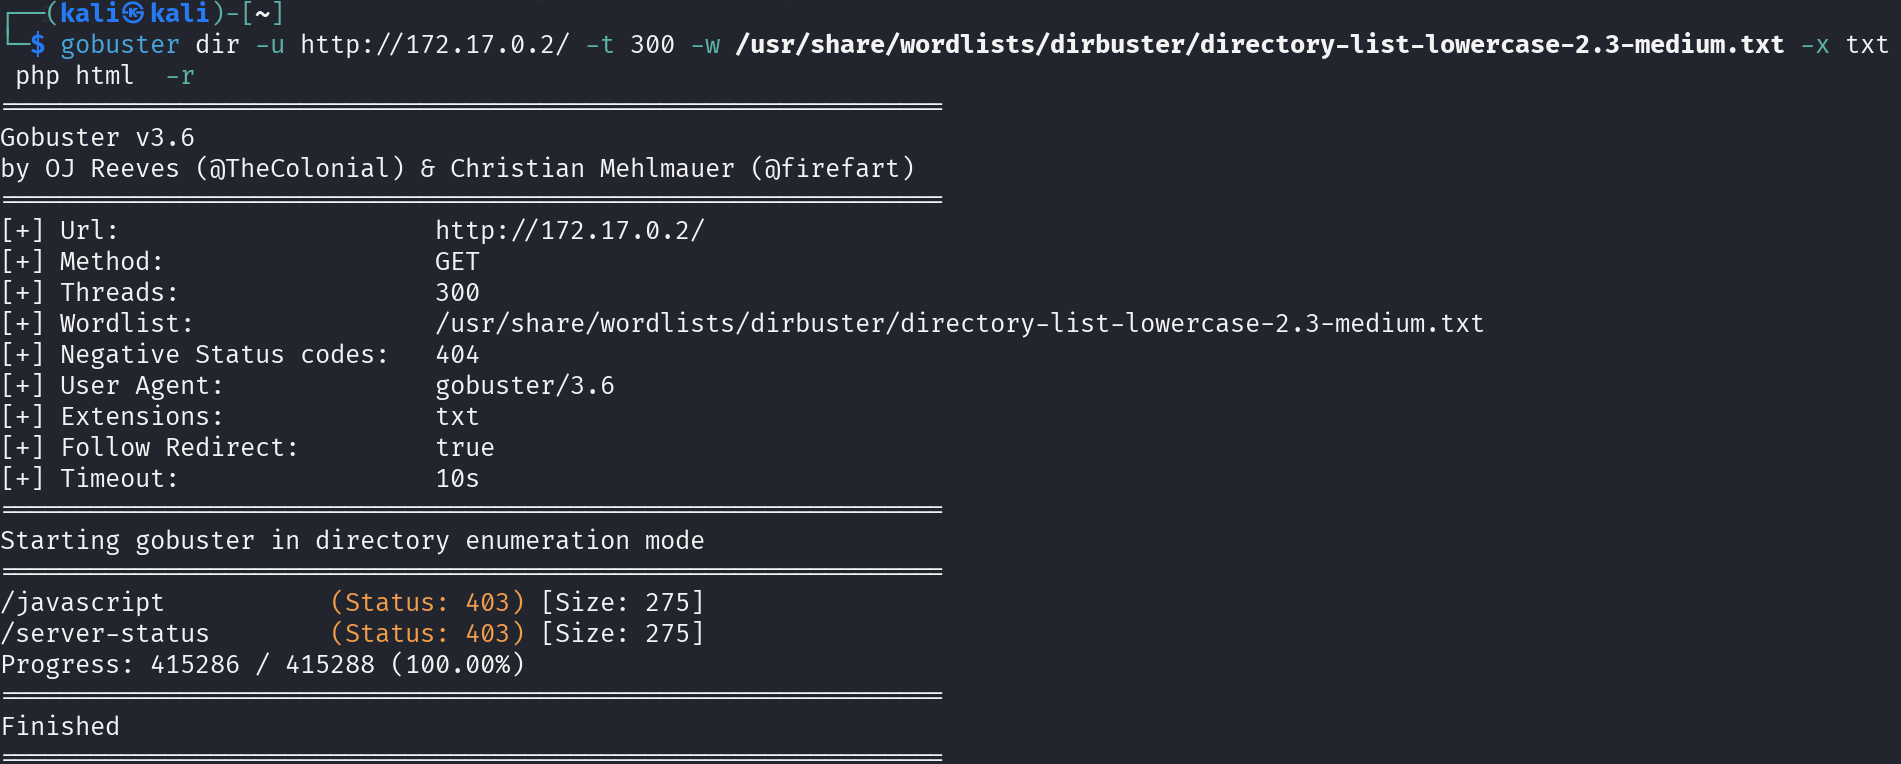 ┌──(kali㉿kali)-[~]
└─$ gobuster dir -u http://172.17.0.2/ -t 300 -w /usr/share/wordlists/dirbuster/directory-list-lowercase-2.3-medium.txt -x txt
 php html  -r
===============================================================
Gobuster v3.6
by OJ Reeves (@TheColonial) & Christian Mehlmauer (@firefart)
===============================================================
[+] Url:                     http://172.17.0.2/
[+] Method:                  GET
[+] Threads:                 300
[+] Wordlist:                /usr/share/wordlists/dirbuster/directory-list-lowercase-2.3-medium.txt
[+] Negative Status codes:   404
[+] User Agent:              gobuster/3.6
[+] Extensions:              txt
[+] Follow Redirect:         true
[+] Timeout:                 10s
===============================================================
Starting gobuster in directory enumeration mode
===============================================================
/javascript           (Status: 403) [Size: 275]
/server-status        (Status: 403) [Size: 275]
Progress: 415286 / 415288 (100.00%)
===============================================================
Finished
===============================================================